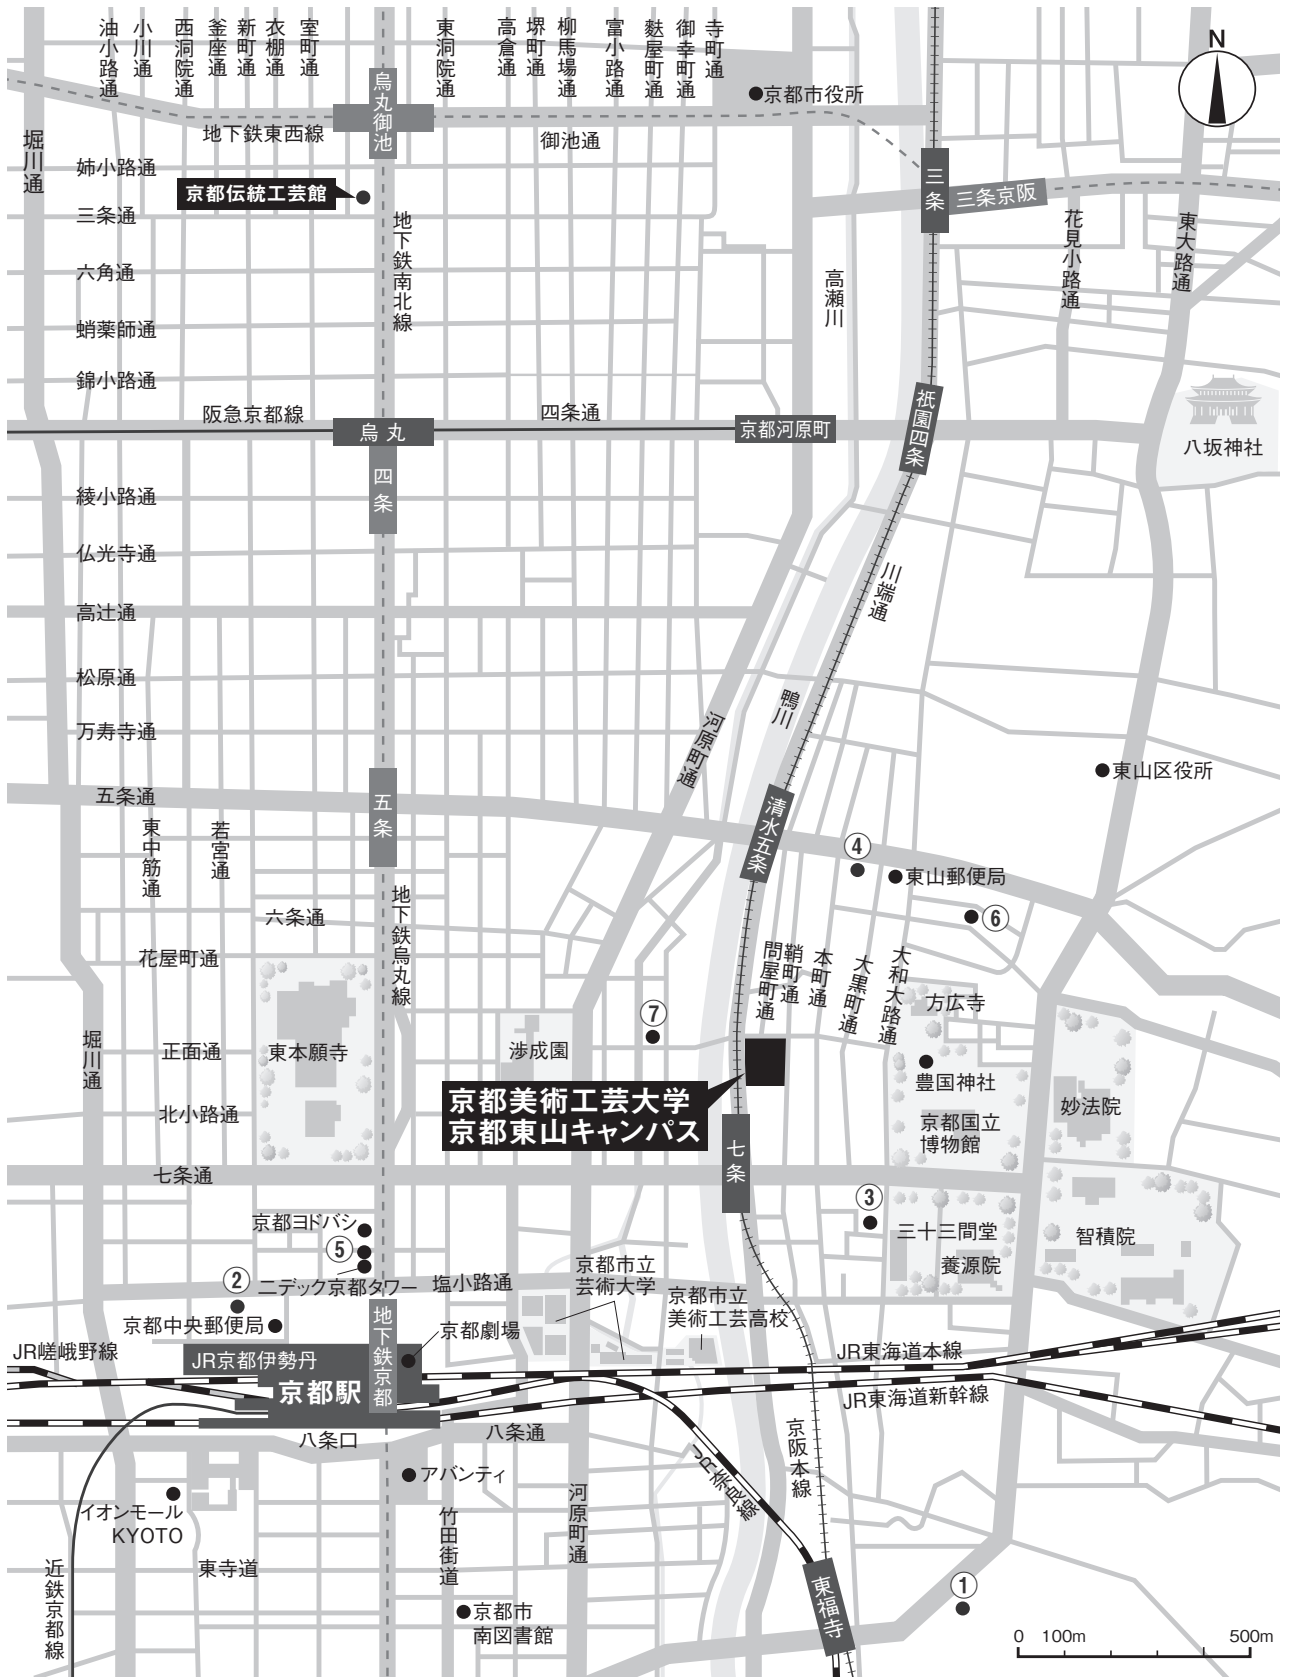 油小路通
小川通
西洞院通
釜座通
新町通
衣棚通
室町通
東洞院通
高倉通
堺町通
柳馬場通
富小路通
麩屋町通
御幸町通
寺町通
N
烏丸御池
京都市役所
堀川通
地下鉄東西線
御池通
姉小路通
京都伝統工芸館
三条
三条京阪
三条通
地下鉄南北線
花見小路通
東大路通
六角通
高瀬川
蛸薬師通
錦小路通
阪急京都線
烏丸
四条通
京都河原町
祇園四条
八坂神社
四条
綾小路通
仏光寺通
川端通
高辻通
松原通
鴨川
河原町通
万寿寺通
東山区役所
五条通
五条
清水五条
東中筋通
若宮通
④
東山郵便局
⑥
六条通
地下鉄烏丸線
花屋町通
問屋町通
鞘町通
本町通
大黒町通
大和大路通
方広寺
⑦
堀川通
正面通
東本願寺
渉成園
豊国神社
京都美術工芸大学
京都東山キャンパス
北小路通
京都国立
博物館
妙法院
七条通
七条
京都ヨドバシ
⑤
③
三十三間堂
養源院
智積院
②
ニデック京都タワー
塩小路通
京都市立
芸術大学
京都市立
美術工芸高校
京都中央郵便局
地下鉄京都
京都劇場
JR嵯峨野線
JR京都伊勢丹
京都駅
JR東海道本線
JR東海道新幹線
八条口
八条通
京阪本線
JR奈良線
アバンティ
イオンモール
KYOTO
河原町通
竹田街道
近鉄京都線
東寺道
東福寺
①
京都市
南図書館
0 100m 500m